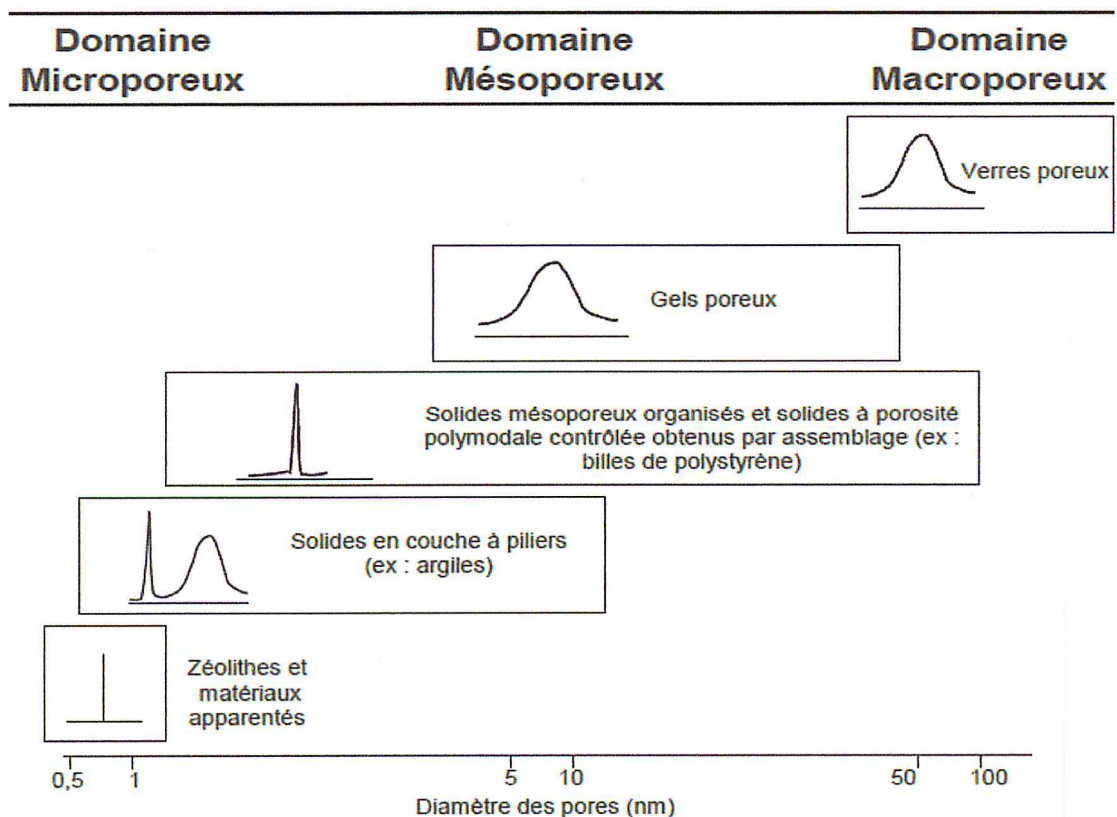 Domaine
Microporeux
Domaine
Mésoporeux
Domaine
Macroporeux
Verres poreux
Gels poreux
Solides mésoporeux organisés et solides à porosité
polymodale contrôlée obtenus par assemblage (ex :
billes de polystyrène)
Solides en couche à piliers
(ex : argiles)
Zéolithes et
matériaux
apparentés
0,5 1 5 10 50 100
Diamètre des pores (nm)